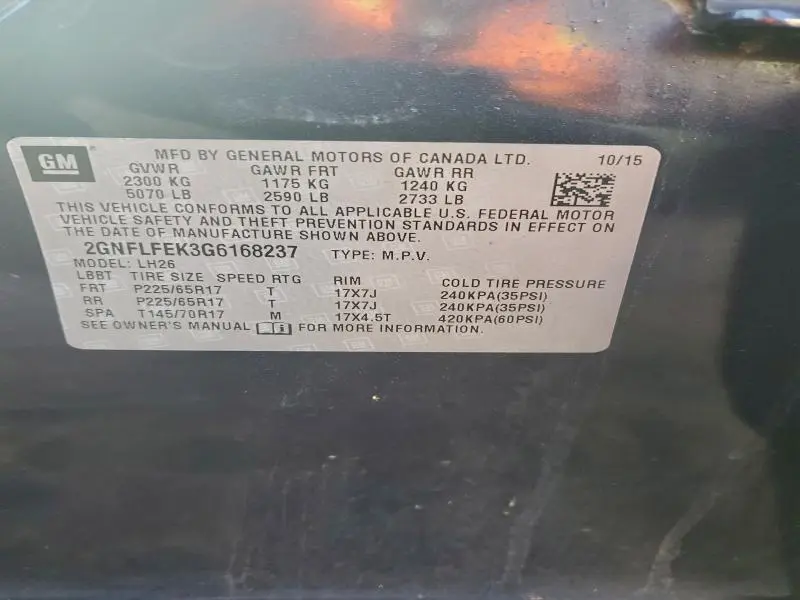 GM MFD BY GENERAL MOTORS OF CANADA LTD. 10/15
GVWR GAWR FRT GAWR RR
2300 KG 1175 KG 1240 KG
5070 LB 2590 LB 2733 LB
THIS VEHICLE CONFORMS TO ALL APPLICABLE U.S. FEDERAL MOTOR
VEHICLE SAFETY AND THEFT PREVENTION STANDARDS IN EFFECT ON
THE DATE OF MANUFACTURE SHOWN ABOVE.
2GNFLFEK3G6168237 TYPE: M.P.V.
MODEL: LH26
LBBT TIRE SIZE SPEED RTG RIM COLD TIRE PRESSURE
FRT P225/65R17 T 17X7J 240KPA(35PSI)
RR P225/65R17 T 17X7J 240KPA(35PSI)
SPA T145/70R17 M 17X4.5T 420KPA(60PSI)
SEE OWNER'S MANUAL FOR MORE INFORMATION.